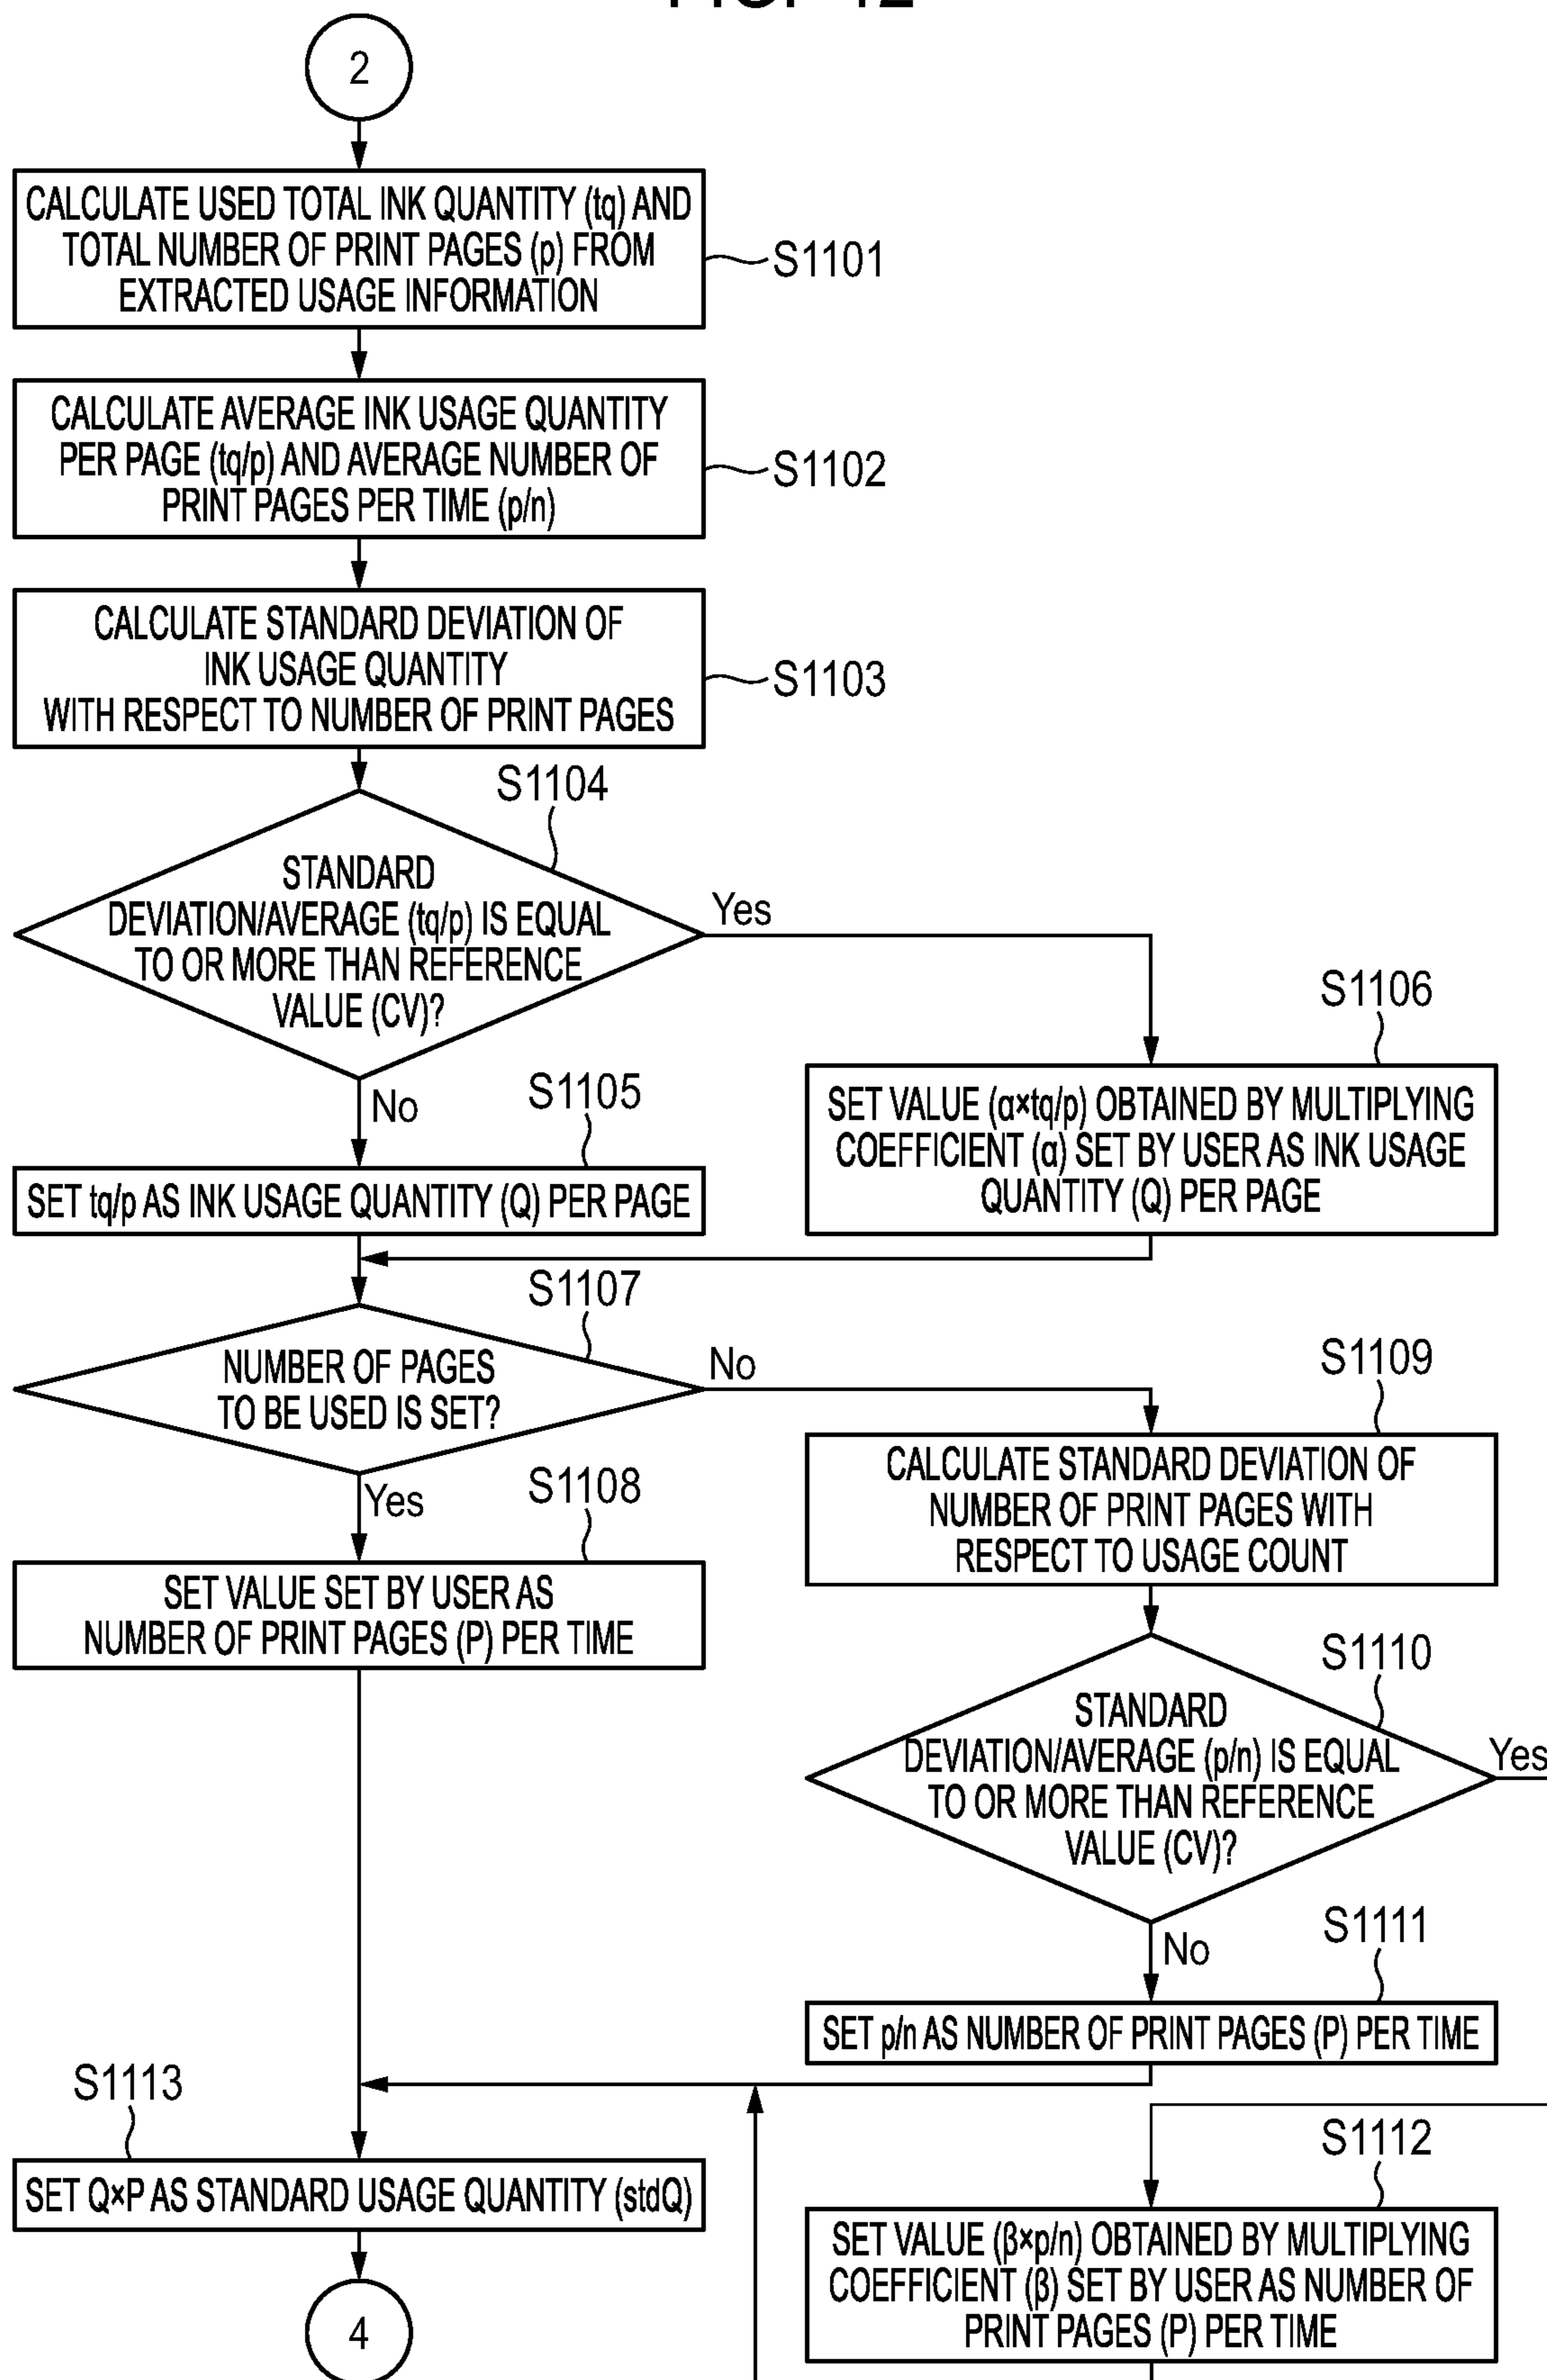 2
CALCULATE USED TOTAL INK QUANTITY (tq) AND
TOTAL NUMBER OF PRINT PAGES (p) FROM
EXTRACTED USAGE INFORMATION
S1101
CALCULATE AVERAGE INK USAGE QUANTITY
PER PAGE (tq/p) AND AVERAGE NUMBER OF
PRINT PAGES PER TIME (p/n)
S1102
CALCULATE STANDARD DEVIATION OF
INK USAGE QUANTITY
WITH RESPECT TO NUMBER OF PRINT PAGES
S1103
S1104
STANDARD
DEVIATION/AVERAGE (tq/p) IS EQUAL
TO OR MORE THAN REFERENCE
VALUE (CV)?
Yes
No
S1105
SET tq/p AS INK USAGE QUANTITY (Q) PER PAGE
S1106
SET VALUE (α×tq/p) OBTAINED BY MULTIPLYING
COEFFICIENT (α) SET BY USER AS INK USAGE
QUANTITY (Q) PER PAGE
S1107
NUMBER OF PAGES
TO BE USED IS SET?
No
Yes
S1108
SET VALUE SET BY USER AS
NUMBER OF PRINT PAGES (P) PER TIME
S1109
CALCULATE STANDARD DEVIATION OF
NUMBER OF PRINT PAGES WITH
RESPECT TO USAGE COUNT
S1110
STANDARD
DEVIATION/AVERAGE (p/n) IS EQUAL
TO OR MORE THAN REFERENCE
VALUE (CV)?
Yes
No
S1111
SET p/n AS NUMBER OF PRINT PAGES (P) PER TIME
S1113
SET Q×P AS STANDARD USAGE QUANTITY (stdQ)
S1112
SET VALUE (β×p/n) OBTAINED BY MULTIPLYING
COEFFICIENT (β) SET BY USER AS NUMBER OF
PRINT PAGES (P) PER TIME
4